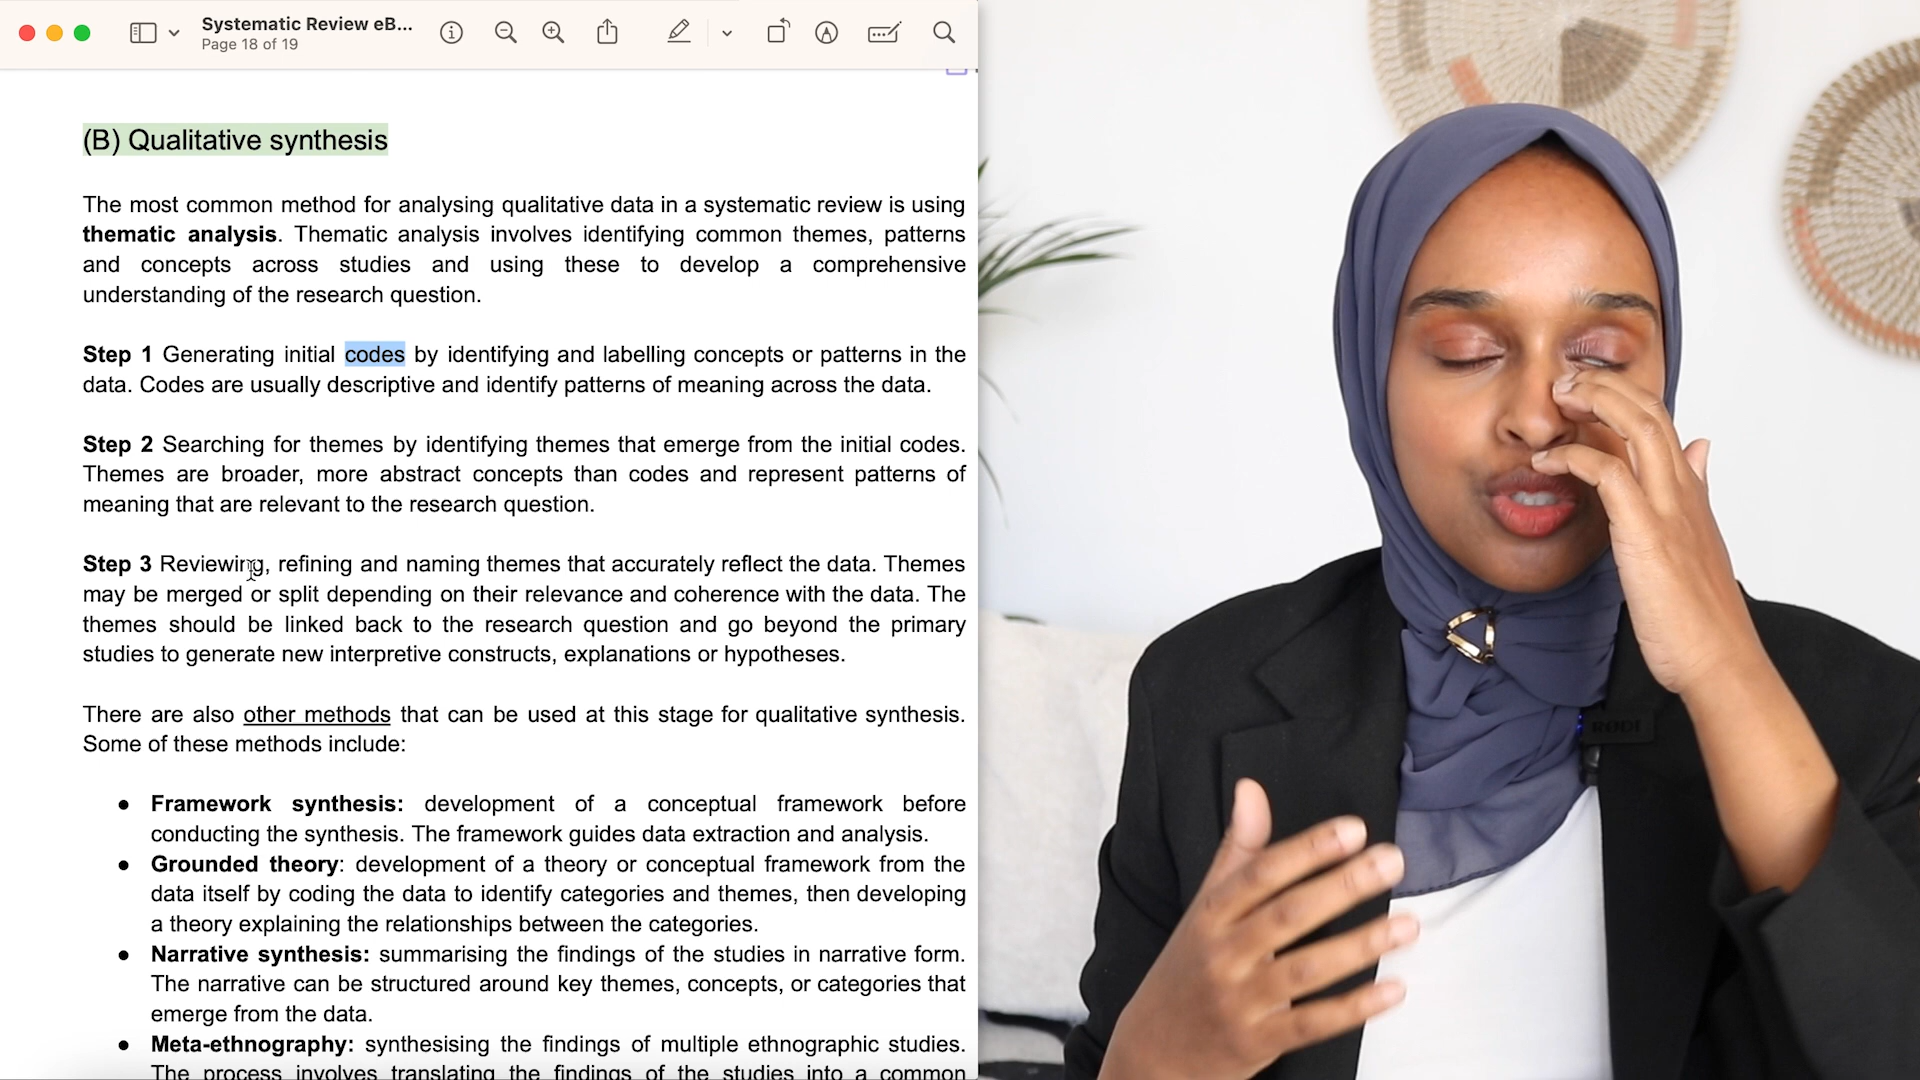 Systematic Review eB...
Page 18 of 19
(B) Qualitative synthesis
The most common method for analysing qualitative data in a systematic review is using
thematic analysis. Thematic analysis involves identifying common themes, patterns
and concepts across studies and using these to develop a comprehensive
understanding of the research question.
Step 1 Generating initial codes by identifying and labelling concepts or patterns in the
data. Codes are usually descriptive and identify patterns of meaning across the data.
Step 2 Searching for themes by identifying themes that emerge from the initial codes.
Themes are broader, more abstract concepts than codes and represent patterns of
meaning that are relevant to the research question.
Step 3 Reviewing, refining and naming themes that accurately reflect the data. Themes
may be merged or split depending on their relevance and coherence with the data. The
themes should be linked back to the research question and go beyond the primary
studies to generate new interpretive constructs, explanations or hypotheses.
There are also other methods that can be used at this stage for qualitative synthesis.
Some of these methods include:
● Framework synthesis: development of a conceptual framework before
conducting the synthesis. The framework guides data extraction and analysis.
● Grounded theory: development of a theory or conceptual framework from the
data itself by coding the data to identify categories and themes, then developing
a theory explaining the relationships between the categories.
● Narrative synthesis: summarising the findings of the studies in narrative form.
The narrative can be structured around key themes, concepts, or categories that
emerge from the data.
● Meta-ethnography: synthesising the findings of multiple ethnographic studies.
The process involves translating the findings of the studies into a common